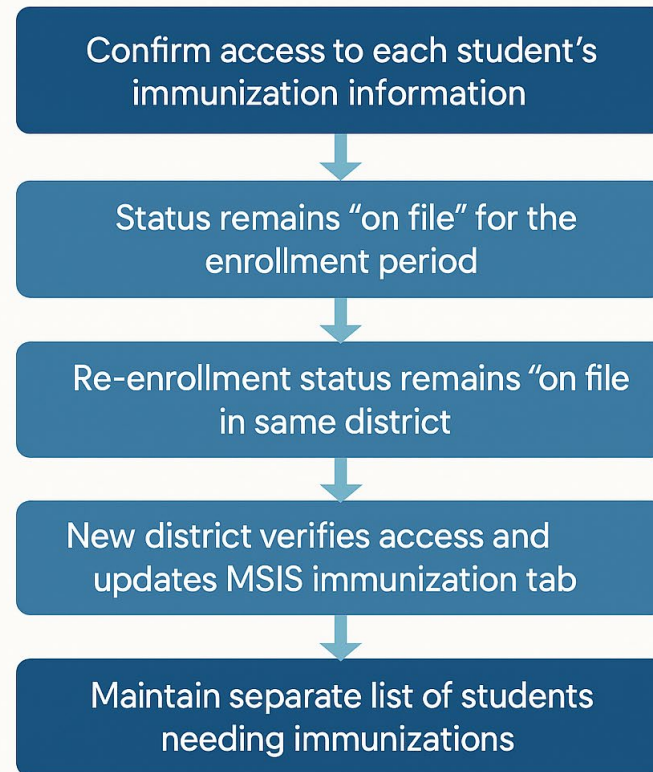 Confirm access to each student’s
immunization information
Status remains “on file” for the
enrollment period
Re-enrollment status remains “on file
in same district
New district verifies access and
updates MSIS immunization tab
Maintain separate list of students
needing immunizations